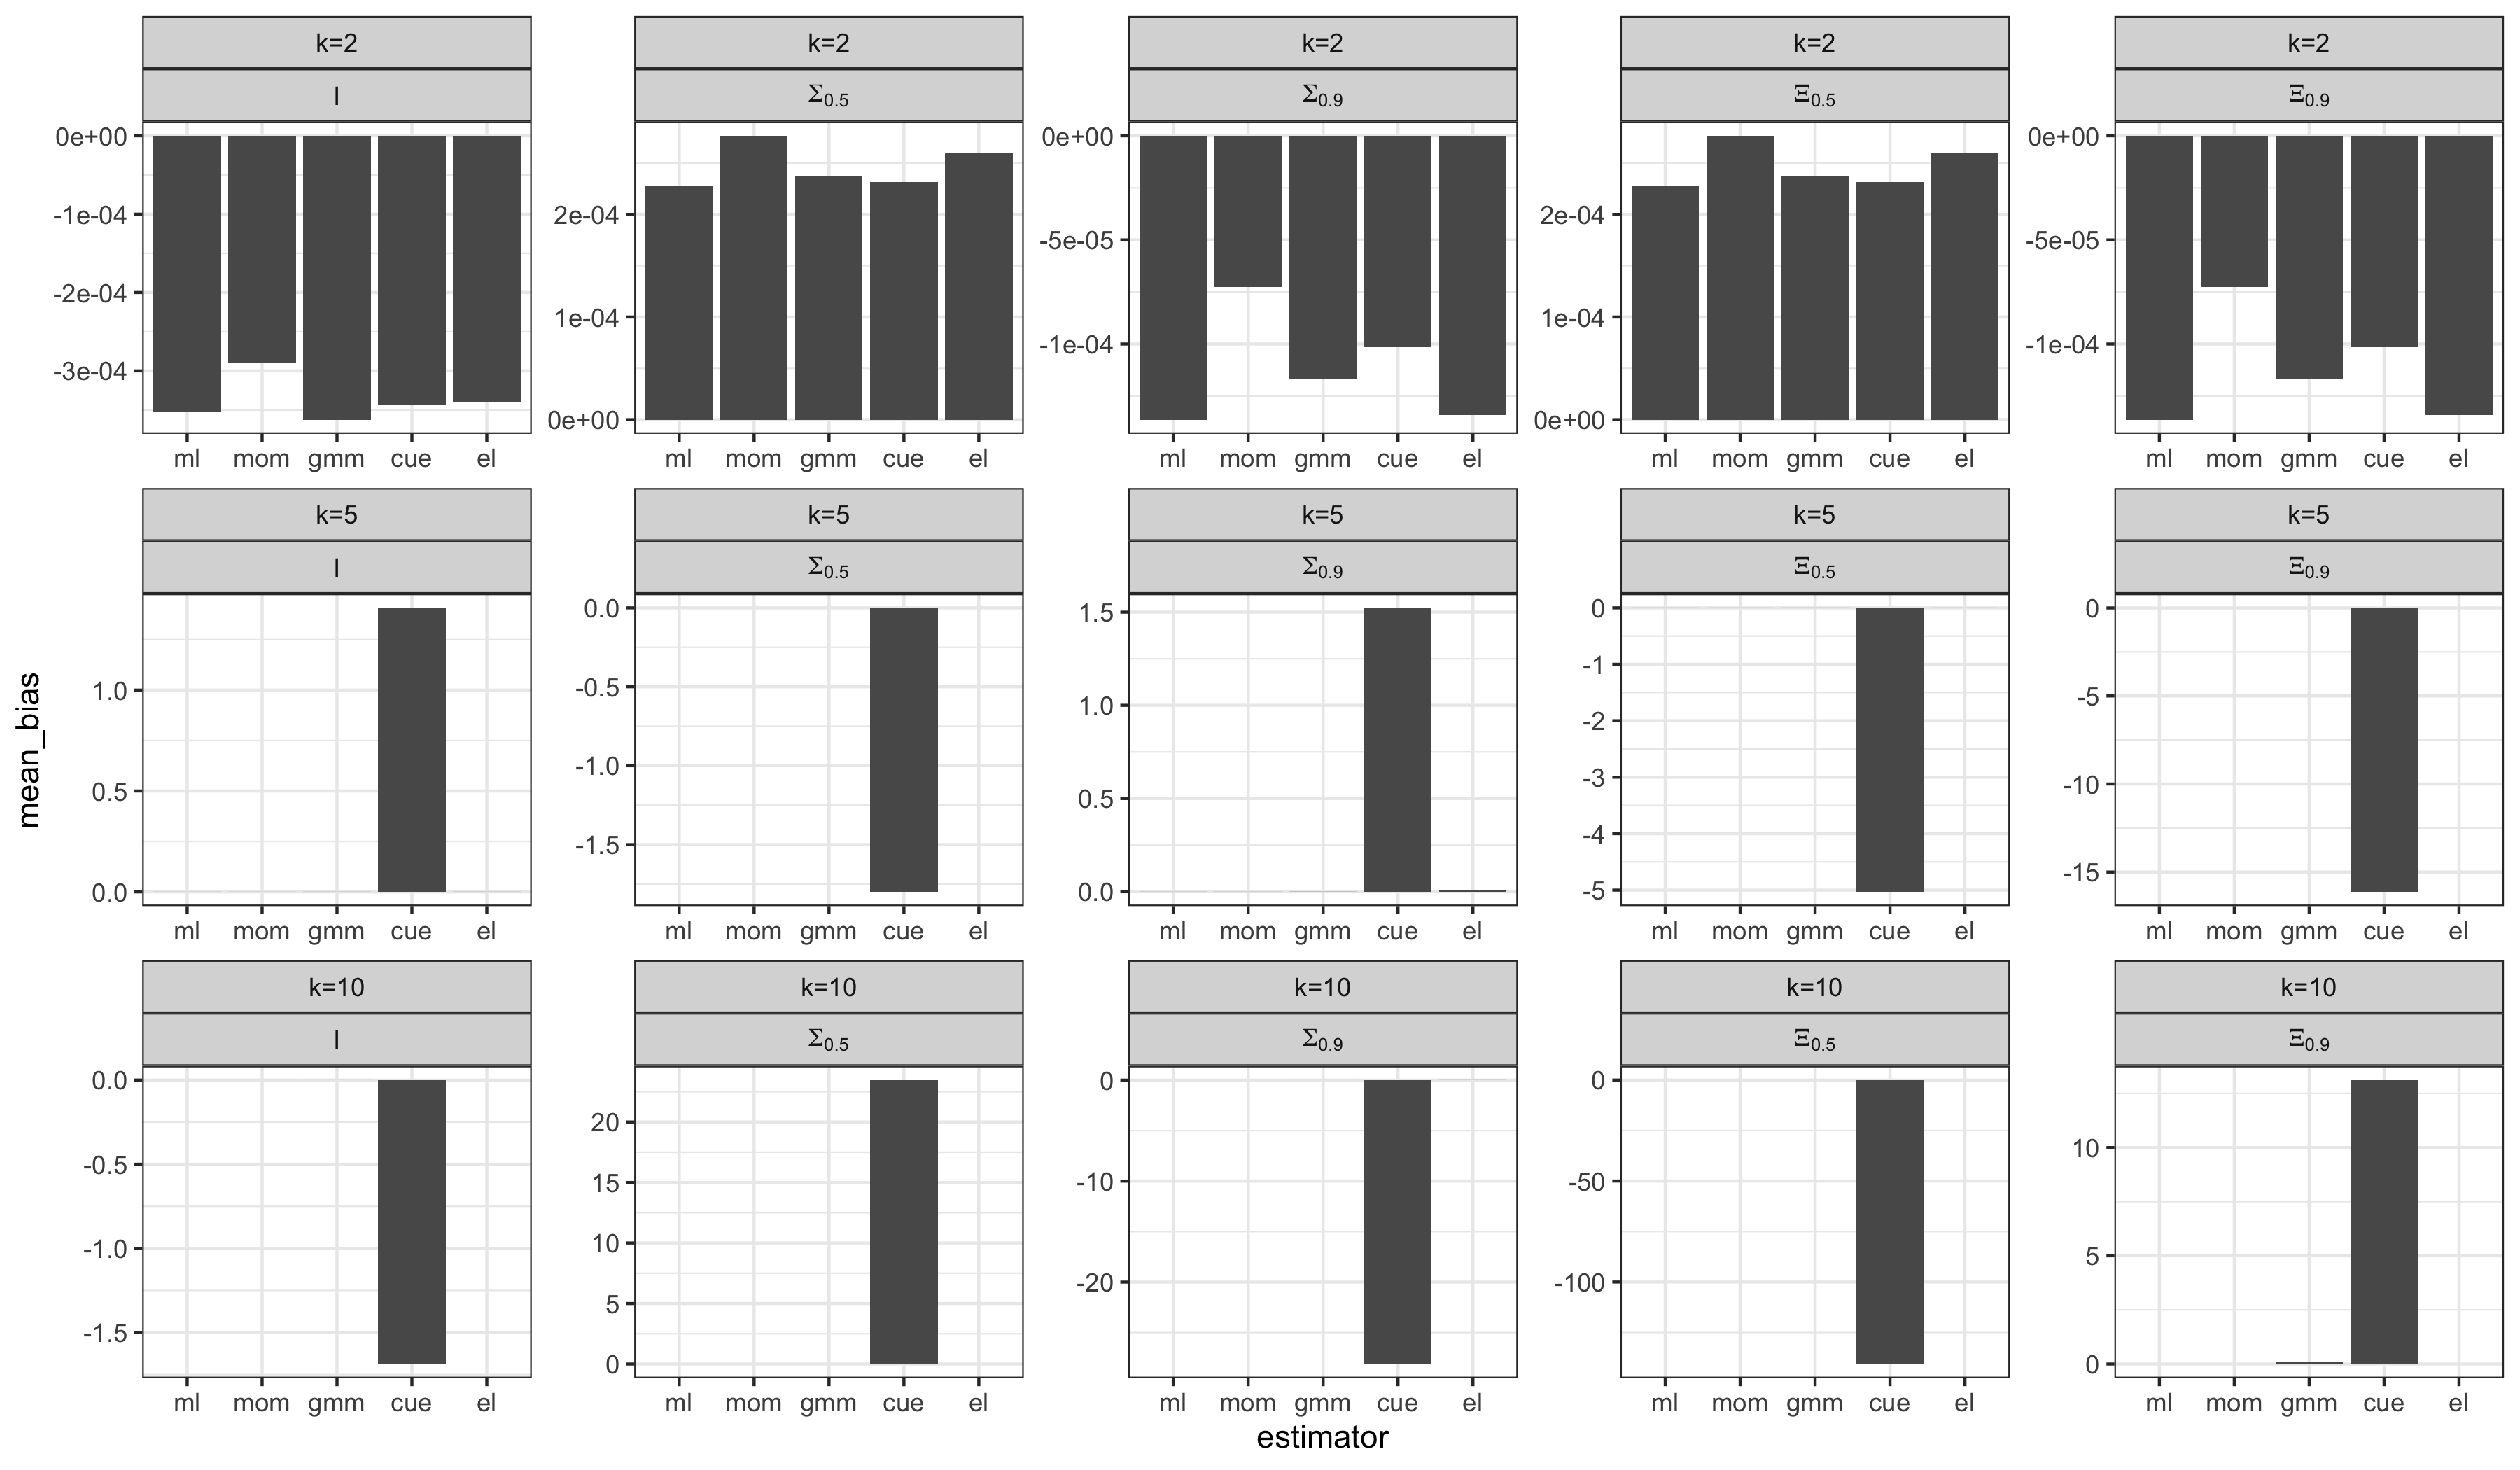 k=2 k=2 k=2 k=2 k=2
I Σ0.5 Σ0.9 Ξ0.5 Ξ0.9
0e+00
-1e-04
-2e-04
-3e-04
ml mom gmm cue el
2e-04
1e-04
0e+00
ml mom gmm cue el
0e+00
-5e-05
-1e-04
ml mom gmm cue el
2e-04
1e-04
0e+00
ml mom gmm cue el
0e+00
-5e-05
-1e-04
ml mom gmm cue el
mean_bias
k=5 k=5 k=5 k=5 k=5
I Σ0.5 Σ0.9 Ξ0.5 Ξ0.9
1.0
0.5
0.0
ml mom gmm cue el
0.0
-0.5
-1.0
-1.5
ml mom gmm cue el
1.5
1.0
0.5
0.0
ml mom gmm cue el
0
-1
-2
-3
-4
-5
ml mom gmm cue el
0
-5
-10
-15
ml mom gmm cue el
k=10 k=10 k=10 k=10 k=10
I Σ0.5 Σ0.9 Ξ0.5 Ξ0.9
0.0
-0.5
-1.0
-1.5
ml mom gmm cue el
20
15
10
5
0
ml mom gmm cue el
0
-10
-20
ml mom gmm cue el
0
-50
-100
ml mom gmm cue el
10
5
0
ml mom gmm cue el
estimator